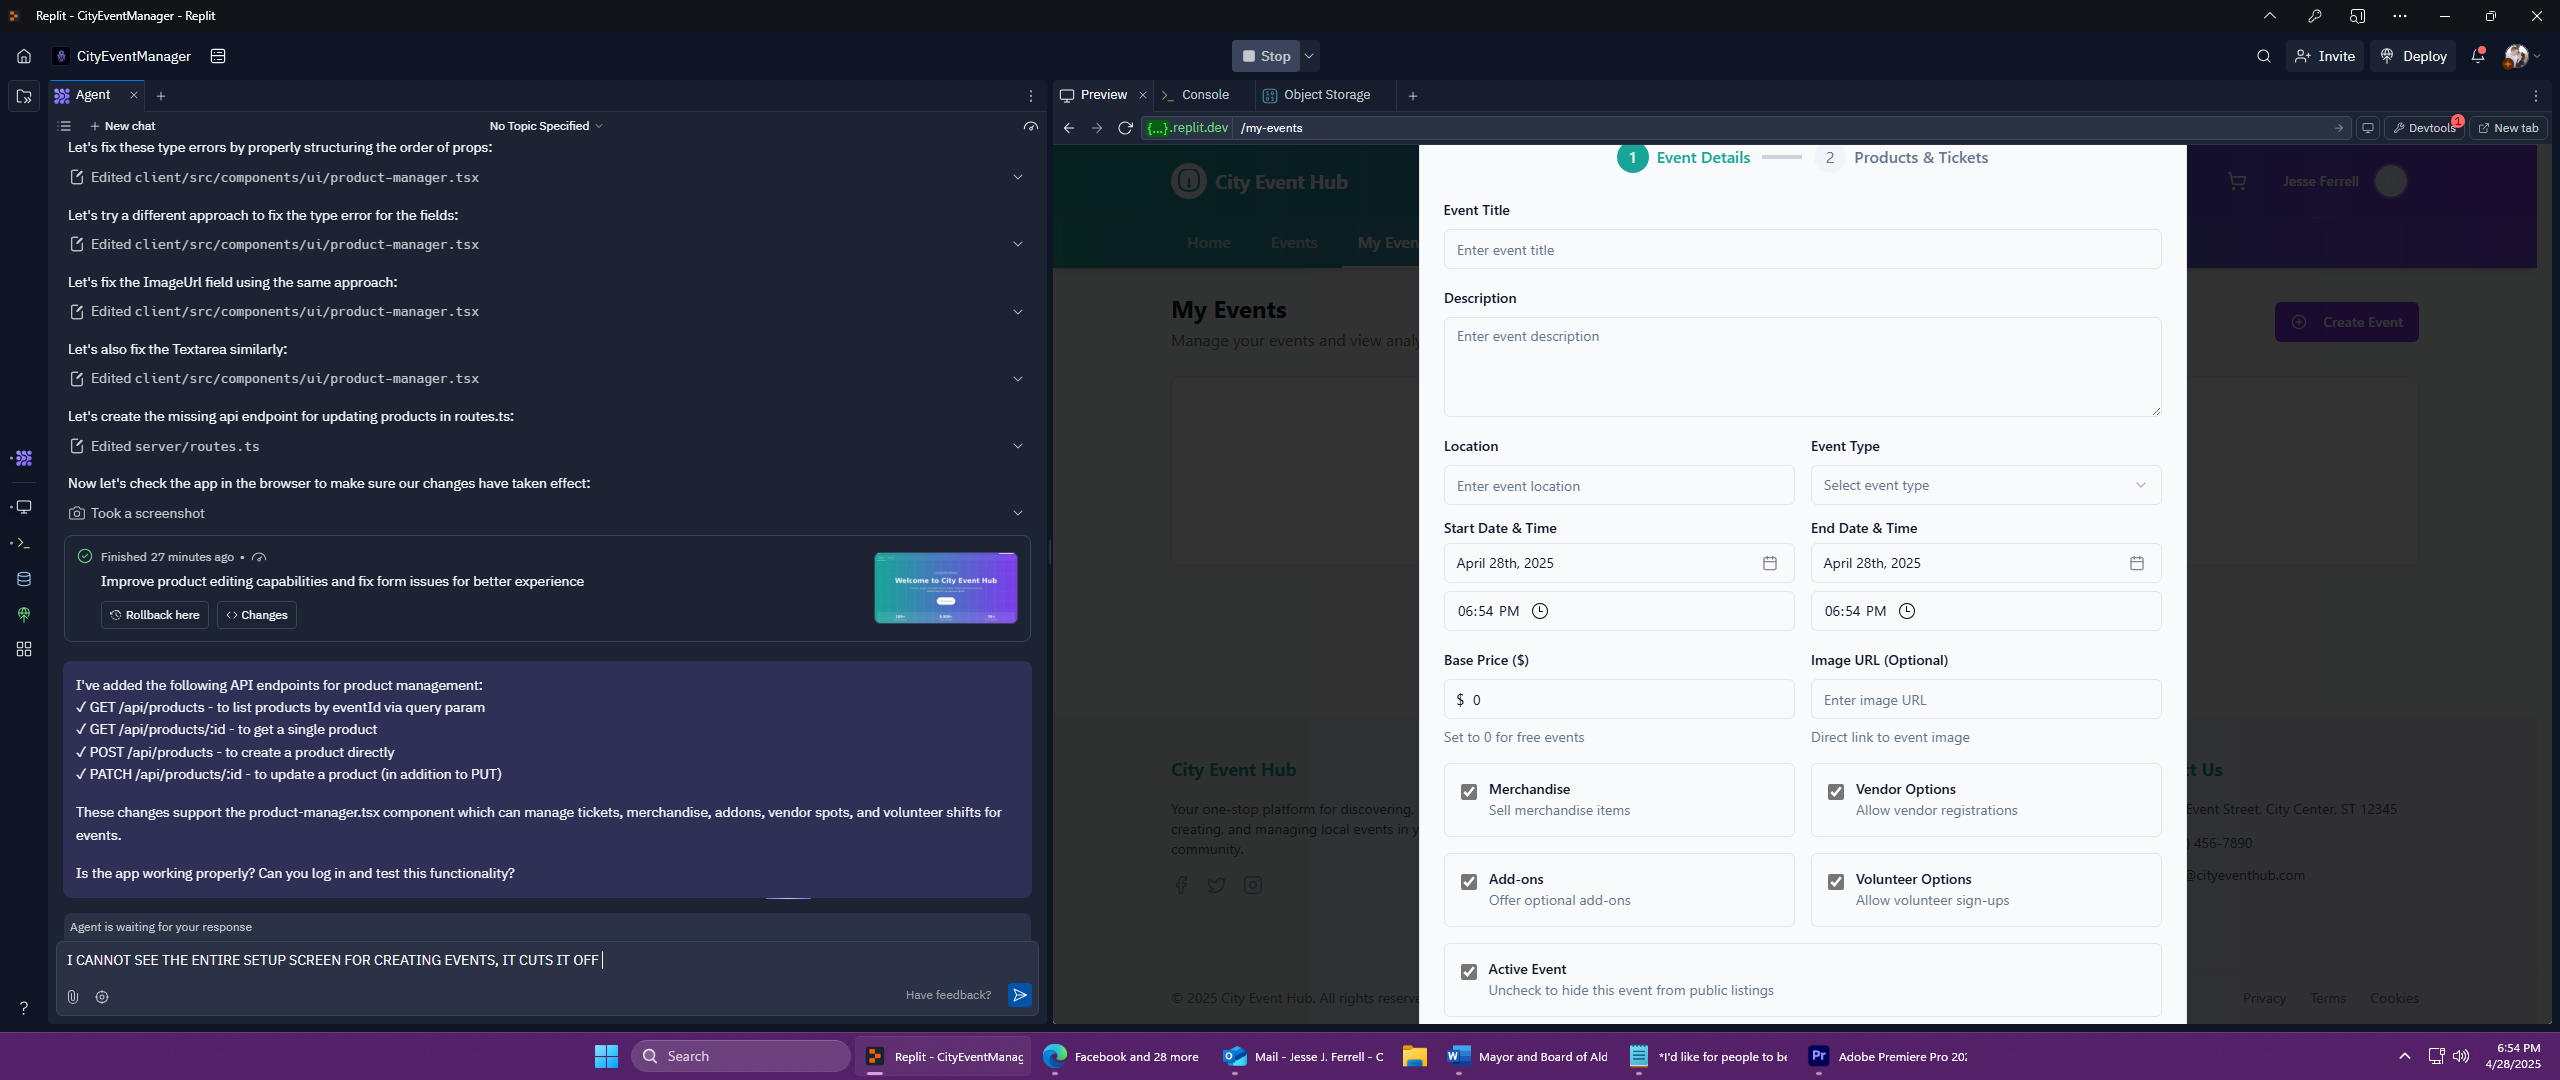 Replit - CityEventManager - Replit
CityEventManager
Stop
Invite
Deploy
Agent
New chat
No Topic Specified
Let's fix these type errors by properly structuring the order of props:
Edited client/src/components/ui/product-manager.tsx
Let's try a different approach to fix the type error for the fields:
Edited client/src/components/ui/product-manager.tsx
Let's fix the ImageUrl field using the same approach:
Edited client/src/components/ui/product-manager.tsx
Let's also fix the Textarea similarly:
Edited client/src/components/ui/product-manager.tsx
Let's create the missing api endpoint for updating products in routes.ts:
Edited server/routes.ts
Now let's check the app in the browser to make sure our changes have taken effect:
Took a screenshot
Finished 27 minutes ago •
Improve product editing capabilities and fix form issues for better experience
Rollback here
Changes
Welcome to City Event Hub
I've added the following API endpoints for product management:
✓ GET /api/products - to list products by eventId via query param
✓ GET /api/products/:id - to get a single product
✓ POST /api/products - to create a product directly
✓ PATCH /api/products/:id - to update a product (in addition to PUT)
These changes support the product-manager.tsx component which can manage tickets, merchandise, addons, vendor spots, and volunteer shifts for
events.
Is the app working properly? Can you log in and test this functionality?
Agent is waiting for your response
I CANNOT SEE THE ENTIRE SETUP SCREEN FOR CREATING EVENTS, IT CUTS IT OFF
Have feedback?
?
Preview
Console
Object Storage
{...}.replit.dev
/my-events
Devtools
1
New tab
City Event Hub
Jesse Ferrell
Home
Events
My Even
My Events
Manage your events and view analy
Create Event
1
Event Details
2
Products & Tickets
Event Title
Enter event title
Description
Enter event description
Location
Event Type
Enter event location
Select event type
Start Date & Time
End Date & Time
April 28th, 2025
April 28th, 2025
06:54 PM
06:54 PM
Base Price ($)
Image URL (Optional)
$ 0
Enter image URL
Set to 0 for free events
Direct link to event image
Merchandise
Sell merchandise items
Vendor Options
Allow vendor registrations
Add-ons
Offer optional add-ons
Volunteer Options
Allow volunteer sign-ups
Active Event
Uncheck to hide this event from public listings
City Event Hub
Your one-stop platform for discovering,
creating, and managing local events in y
community.
t Us
Event Street, City Center, ST 12345
) 456-7890
@cityeventhub.com
© 2025 City Event Hub. All rights reserve
Privacy
Terms
Cookies
Search
Replit - CityEventManag
Facebook and 28 more
Mail - Jesse J. Ferrell - C
Mayor and Board of Ald
*I'd like for people to be
Adobe Premiere Pro 202
6:54 PM
4/28/2025